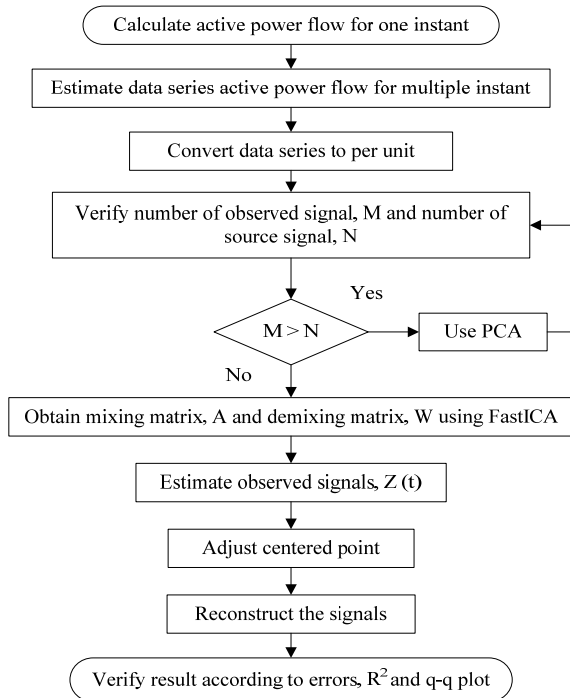 Calculate active power flow for one instant
Estimate data series active power flow for multiple instant
Convert data series to per unit
Verify number of observed signal, M and number of
source signal, N
Yes
M > N
Use PCA
No
Obtain mixing matrix, A and demixing matrix, W using FastICA
Estimate observed signals, Z (t)
Adjust centered point
Reconstruct the signals
Verify result according to errors, R² and q-q plot